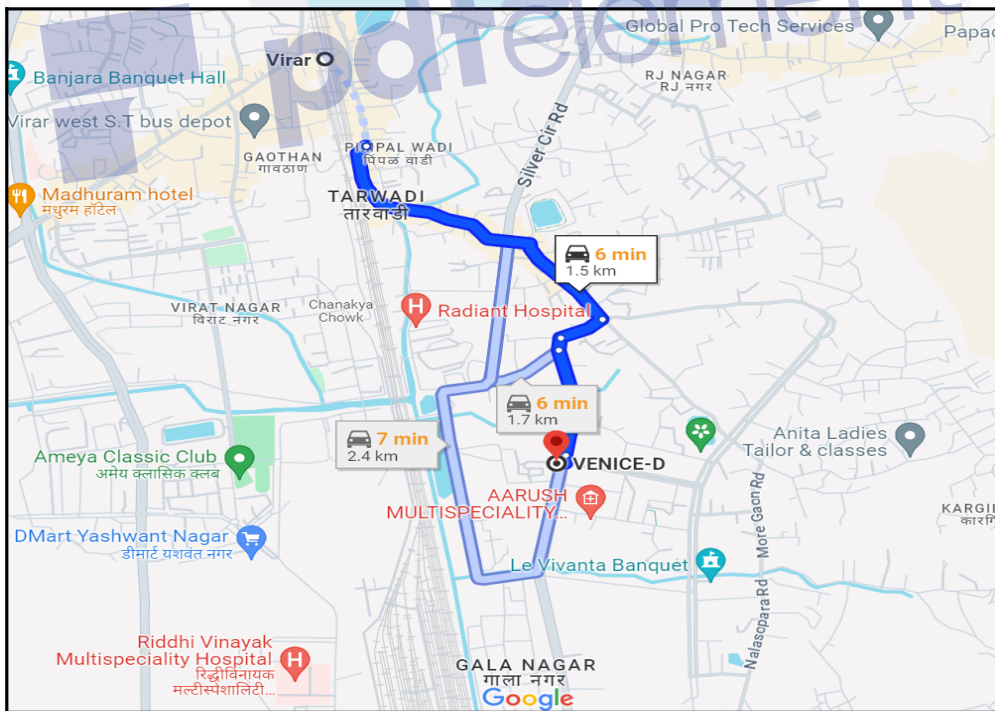 pdfelement
Global Pro Tech Services
Virar
Banjara Banquet Hall
RJ NAGAR
RJ नगर
Virar west S.T bus depot
Silver Cir Rd
GAOTHAN
गावठाण
PIMPAL WADI
पिंपळ वाडी
Madhuram hotel
मधुरम हॉटेल
TARWADI
तारवाडी
6 min
1.5 km
VIRAT NAGAR
विराट नगर
Chanakya
Chowk
Radiant Hospital
6 min
1.7 km
7 min
2.4 km
Anita Ladies
Tailor & classes
Ameya Classic Club
अमेय क्लासिक क्लब
VENICE-D
AARUSH
MULTISPECIALITY...
More Gaon Rd
DMart Yashwant Nagar
डीमार्ट यशवंत नगर
Le Vivanta Banquet
Nalasopara Rd
Riddhi Vinayak
Multispeciality Hospital
रिद्धीविनायक
मल्टीस्पेशालिटी...
GALA NAGAR
गाला नगर
Google